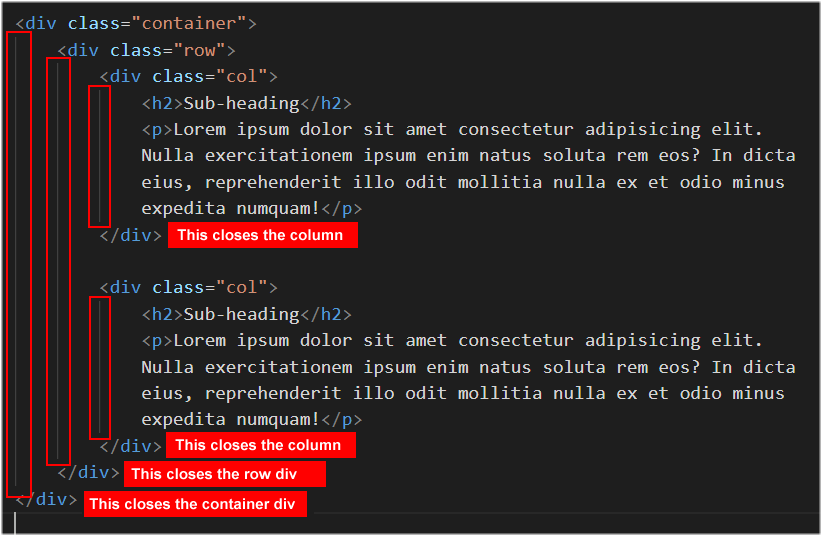 <div class="container">
<div class="row">
<div class="col">
<h2>Sub-heading</h2>
<p>Lorem ipsum dolor sit amet consectetur adipisicing elit.
Nulla exercitationem ipsum enim natus soluta rem eos? In dicta
eius, reprehenderit illo odit mollitia nulla ex et odio minus
expedita numquam!</p>
</div> This closes the column
<div class="col">
<h2>Sub-heading</h2>
<p>Lorem ipsum dolor sit amet consectetur adipisicing elit.
Nulla exercitationem ipsum enim natus soluta rem eos? In dicta
eius, reprehenderit illo odit mollitia nulla ex et odio minus
expedita numquam!</p>
</div> This closes the column
</div> This closes the row div
</div> This closes the container div